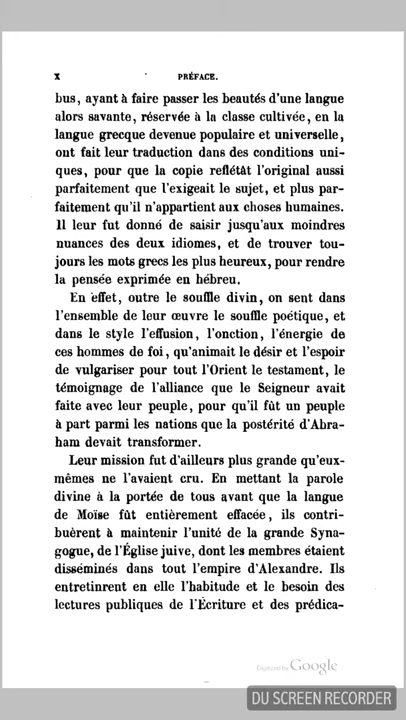 X
PRÉFACE.
bus, ayant à faire passer les beautés d'une langue
alors savante, réservée à la classe cultivée, en la
langue grecque devenue populaire et universelle,
ont fait leur traduction dans des conditions uni-
ques, pour que la copie reflétât l'original aussi
parfaitement que l'exigeait le sujet, et plus par-
faitement qu'il n'appartient aux choses humaines.
Il leur fut donné de saisir jusqu'aux moindres
nuances des deux idiomes, et de trouver tou-
jours les mots grecs les plus heureux, pour rendre
la pensée exprimée en hébreu.
En effet, outre le souffle divin, on sent dans
l'ensemble de leur œuvre le souffle poétique, et
dans le style l'effusion, l'onction, l'énergie de
ces hommes de foi, qu'animait le désir et l'espoir
de vulgariser pour tout l'Orient le testament, le
témoignage de l'alliance que le Seigneur avait
faite avec leur peuple, pour qu'il fût un peuple
à part parmi les nations que la postérité d'Abra-
ham devait transformer.
Leur mission fut d'ailleurs plus grande qu'eux-
mêmes ne l'avaient cru. En mettant la parole
divine à la portée de tous avant que la langue
de Moïse fût entièrement effacée, ils contri-
buèrent à maintenir l'unité de la grande Syna-
gogue, de l'Église juive, dont les membres étaient
disséminés dans tout l'empire d'Alexandre. Ils
entretinrent en elle l'habitude et le besoin des
lectures publiques de l'Écriture et des prédica-
Digitized by Google
DU SCREEN RECORDER